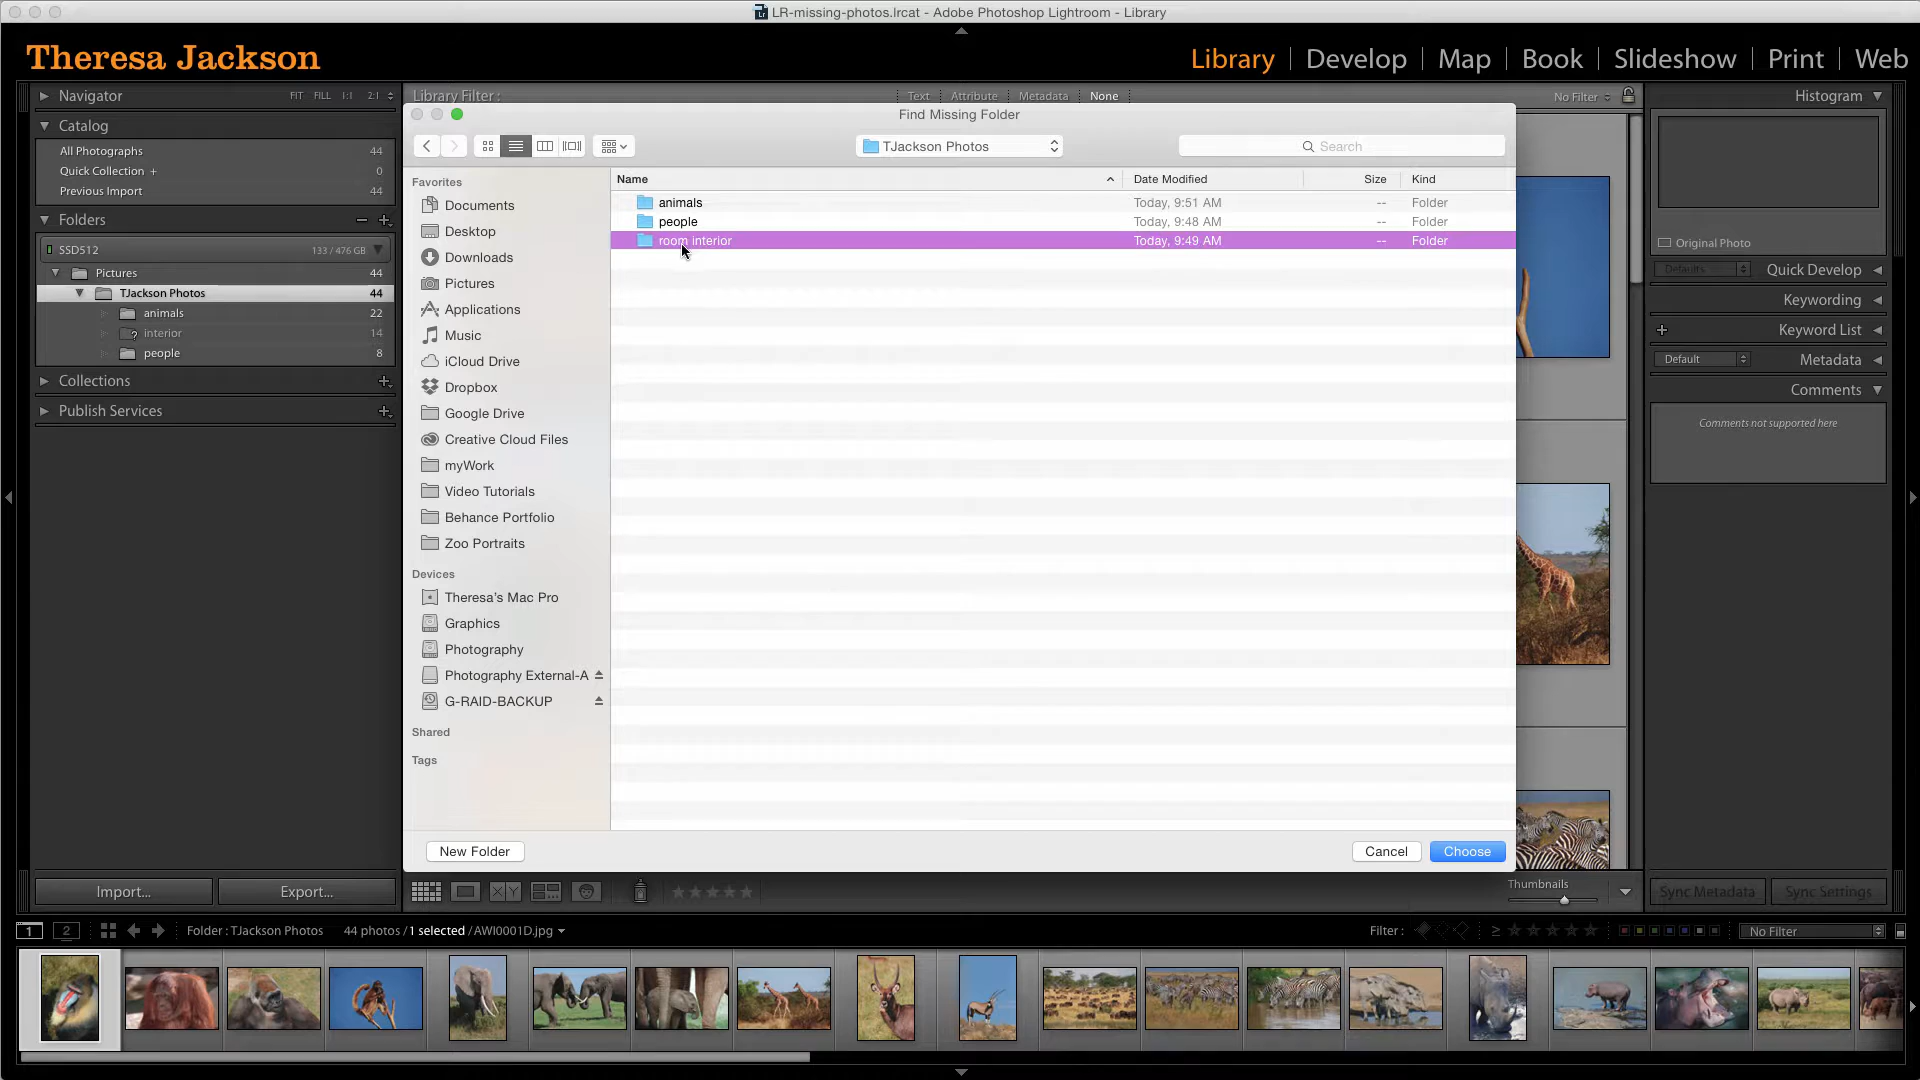 LR-missing-photos.lrcat - Adobe Photoshop Lightroom - Library
Theresa Jackson
Library | Develop | Map | Book | Slideshow | Print | Web
Navigator FIT FILL 1:1 2:1
Catalog
All Photographs 44
Quick Collection + 0
Previous Import 44
Folders
SSD512 133 / 476 GB
Pictures 44
TJackson Photos 44
animals 22
interior 14
people 8
Collections
Publish Services
Import...
Export...
Library Filter : Text Attribute Metadata None No Filter
Find Missing Folder
TJackson Photos
Search
Favorites
Documents
Desktop
Downloads
Pictures
Applications
Music
iCloud Drive
Dropbox
Google Drive
Creative Cloud Files
myWork
Video Tutorials
Behance Portfolio
Zoo Portraits
Devices
Theresa's Mac Pro
Graphics
Photography
Photography External-A
G-RAID-BACKUP
Shared
Tags
Name Date Modified Size Kind
animals Today, 9:51 AM -- Folder
people Today, 9:48 AM -- Folder
room interior Today, 9:49 AM -- Folder
New Folder
Cancel
Choose
Histogram
Original Photo
Defaults Quick Develop
Keywording
+ Keyword List
Default Metadata
Comments
Comments not supported here
Thumbnails
Sync Metadata
Sync Settings
1 2 Folder : TJackson Photos 44 photos / 1 selected / AWI0001D.jpg
Filter : ≥ No Filter